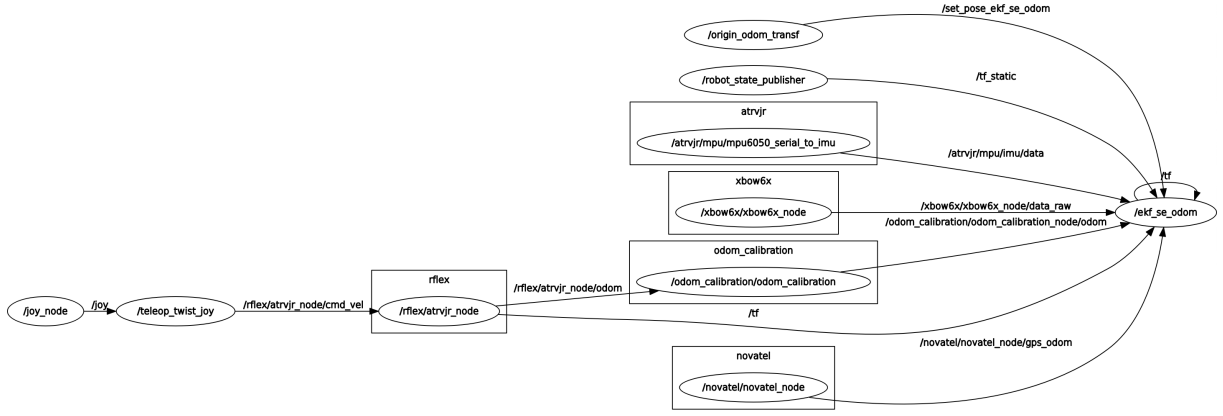 /set_pose_ekf_se_odom
/origin_odom_transf
/robot_state_publisher
/tf_static
atrvjr
/atrvjr/mpu/mpu6050_serial_to_imu
/atrvjr/mpu/imu/data
/tf
xbow6x
/xbow6x/xbow6x_node
/xbow6x/xbow6x_node/data_raw
/ekf_se_odom
/odom_calibration/odom_calibration_node/odom
odom_calibration
/odom_calibration/odom_calibration
rflex
/rflex/atrvjr_node/odom
/joy_node
/joy
/teleop_twist_joy
/rflex/atrvjr_node/cmd_vel
/rflex/atrvjr_node
/tf
/novatel/novatel_node/gps_odom
novatel
/novatel/novatel_node